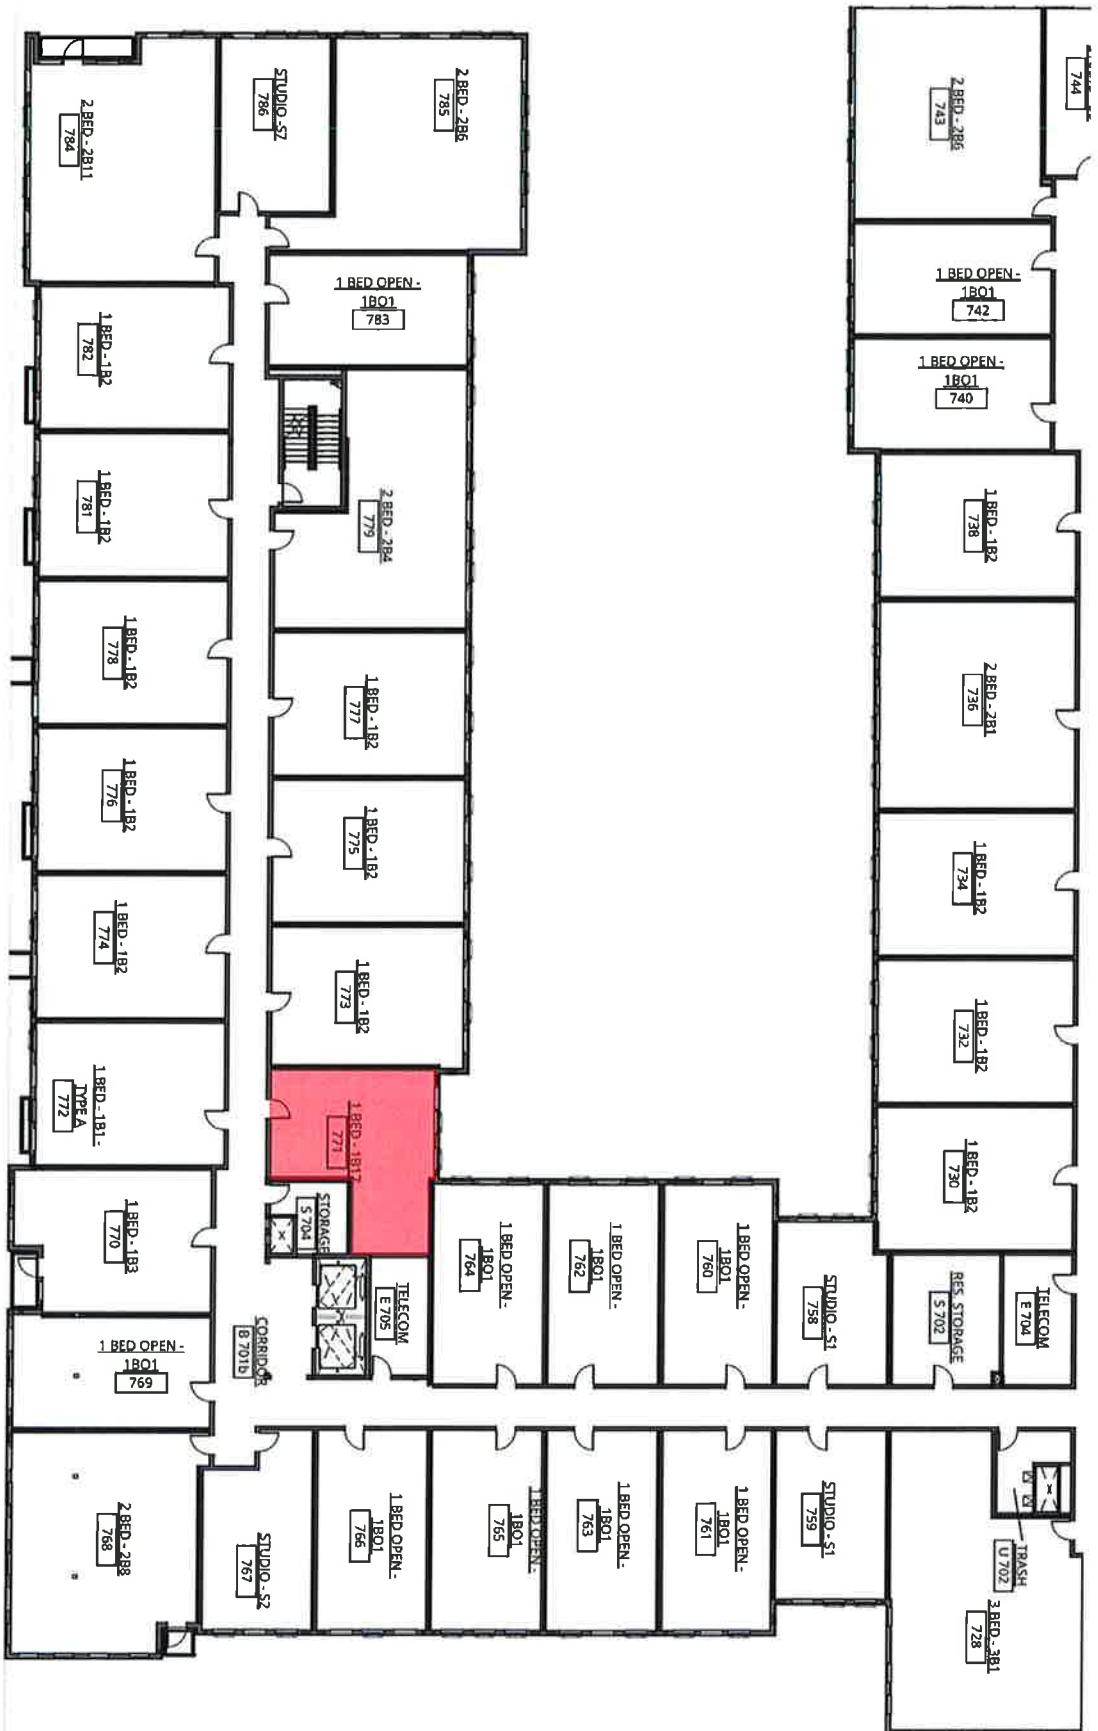 2 BED - 2B11
784
STUDIO -S7
786
2 BED - 2B6
785
2 BED - 2B6
743
744
1 BED OPEN -
1BO1
783
1 BED OPEN -
1BO1
742
1 BED - 1B2
782
1 BED OPEN -
1BO1
740
1 BED - 1B2
781
2 BED - 2B4
779
1 BED - 1B2
738
1 BED - 1B2
778
1 BED - 1B2
777
2 BED - 2B1
736
1 BED - 1B2
776
1 BED - 1B2
775
1 BED - 1B2
734
1 BED - 1B2
774
1 BED - 1B2
773
1 BED - 1B2
732
1 BED - 1B1 -
TYPE A
772
1 BED - 1B17
771
1 BED - 1B2
730
1 BED - 1B3
770
STORAGE
S 704
1 BED OPEN -
1BO1
764
1 BED OPEN -
1BO1
762
1 BED OPEN -
1BO1
760
STUDIO - S1
758
RES. STORAGE
S 702
TELECOM
E 704
TELECOM
E 705
CORRIDOR
B 701b
1 BED OPEN -
1BO1
769
2 BED - 2B8
768
STUDIO - S2
767
1 BED OPEN -
1BO1
766
1 BED OPEN -
1BO1
765
1 BED OPEN -
1BO1
763
1 BED OPEN -
1BO1
761
STUDIO - S1
759
TRASH
U 702
3 BED - 3B1
728